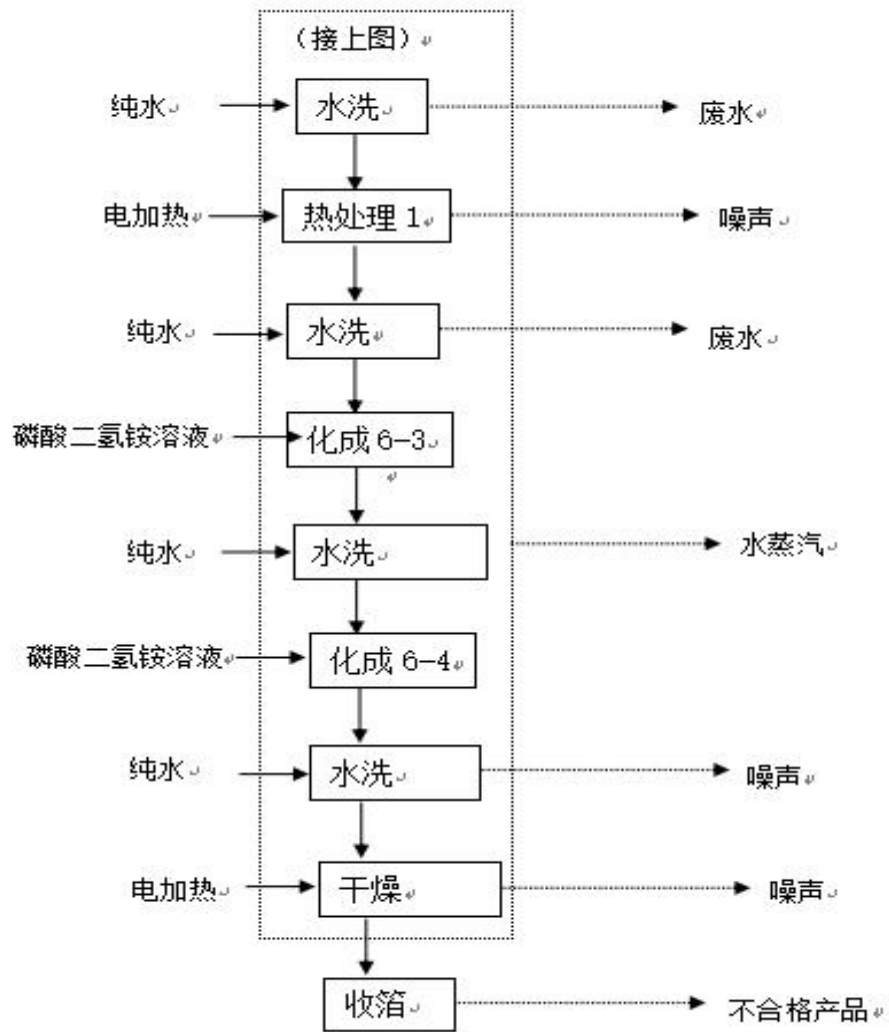 （接上图）
纯水 水洗 废水
电加热 热处理 1 噪声
纯水 水洗 废水
磷酸二氢铵溶液 化成 6-3
纯水 水洗 水蒸汽
磷酸二氢铵溶液 化成 6-4
纯水 水洗 噪声
电加热 干燥 噪声
收箔 不合格产品